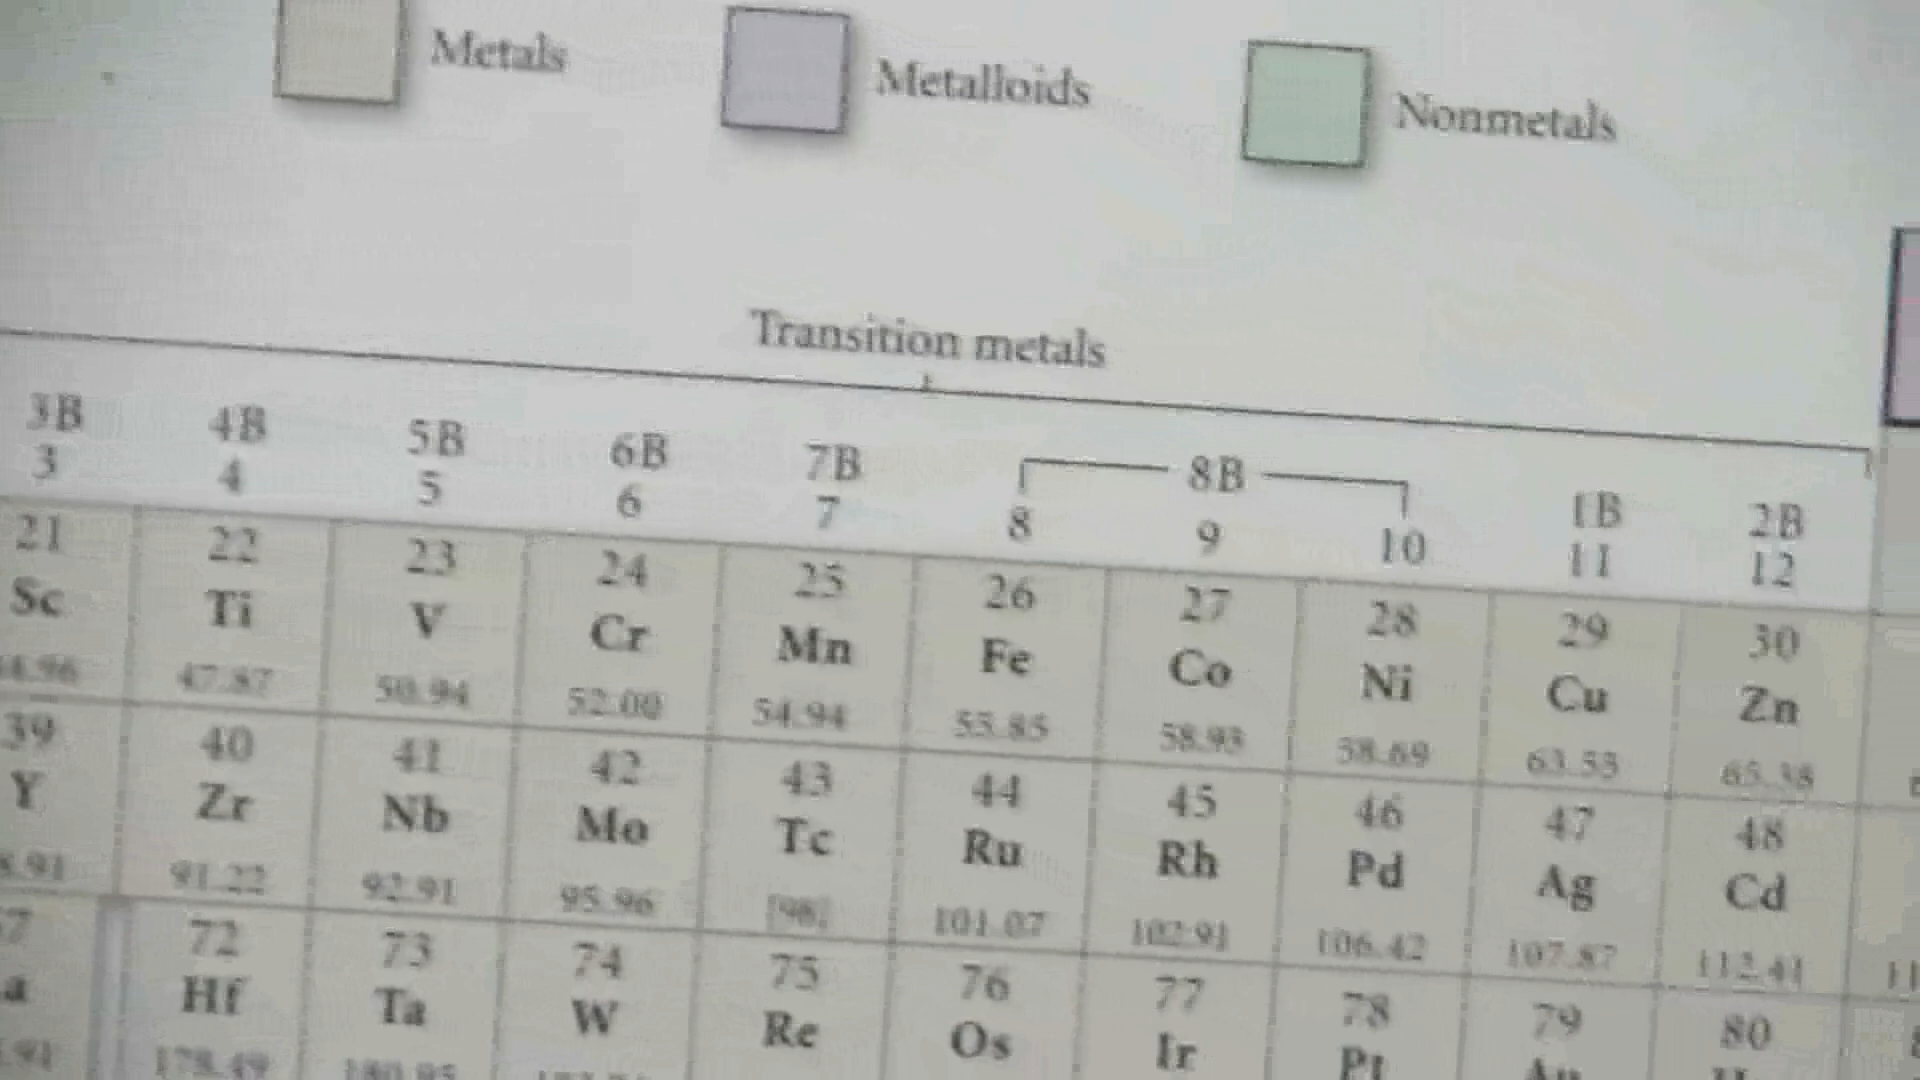 Metals Metalloids Nonmetals
Transition metals
3B 4B 5B 6B 7B 8B 1B 2B
3 4 5 6 7 8 9 10 11 12
21 22 23 24 25 26 27 28 29 30
Sc Ti V Cr Mn Fe Co Ni Cu Zn
47.87 50.94 52.00 54.94 55.85 58.93 58.69 63.55 65.38
39 40 41 42 43 44 45 46 47 48
Y Zr Nb Mo Tc Ru Rh Pd Ag Cd
91.22 92.91 95.96 [98] 101.07 102.91 106.42 107.87 112.41
72 73 74 75 76 77 78 79 80
Hf Ta W Re Os Ir Pt Au
178.49 180.95